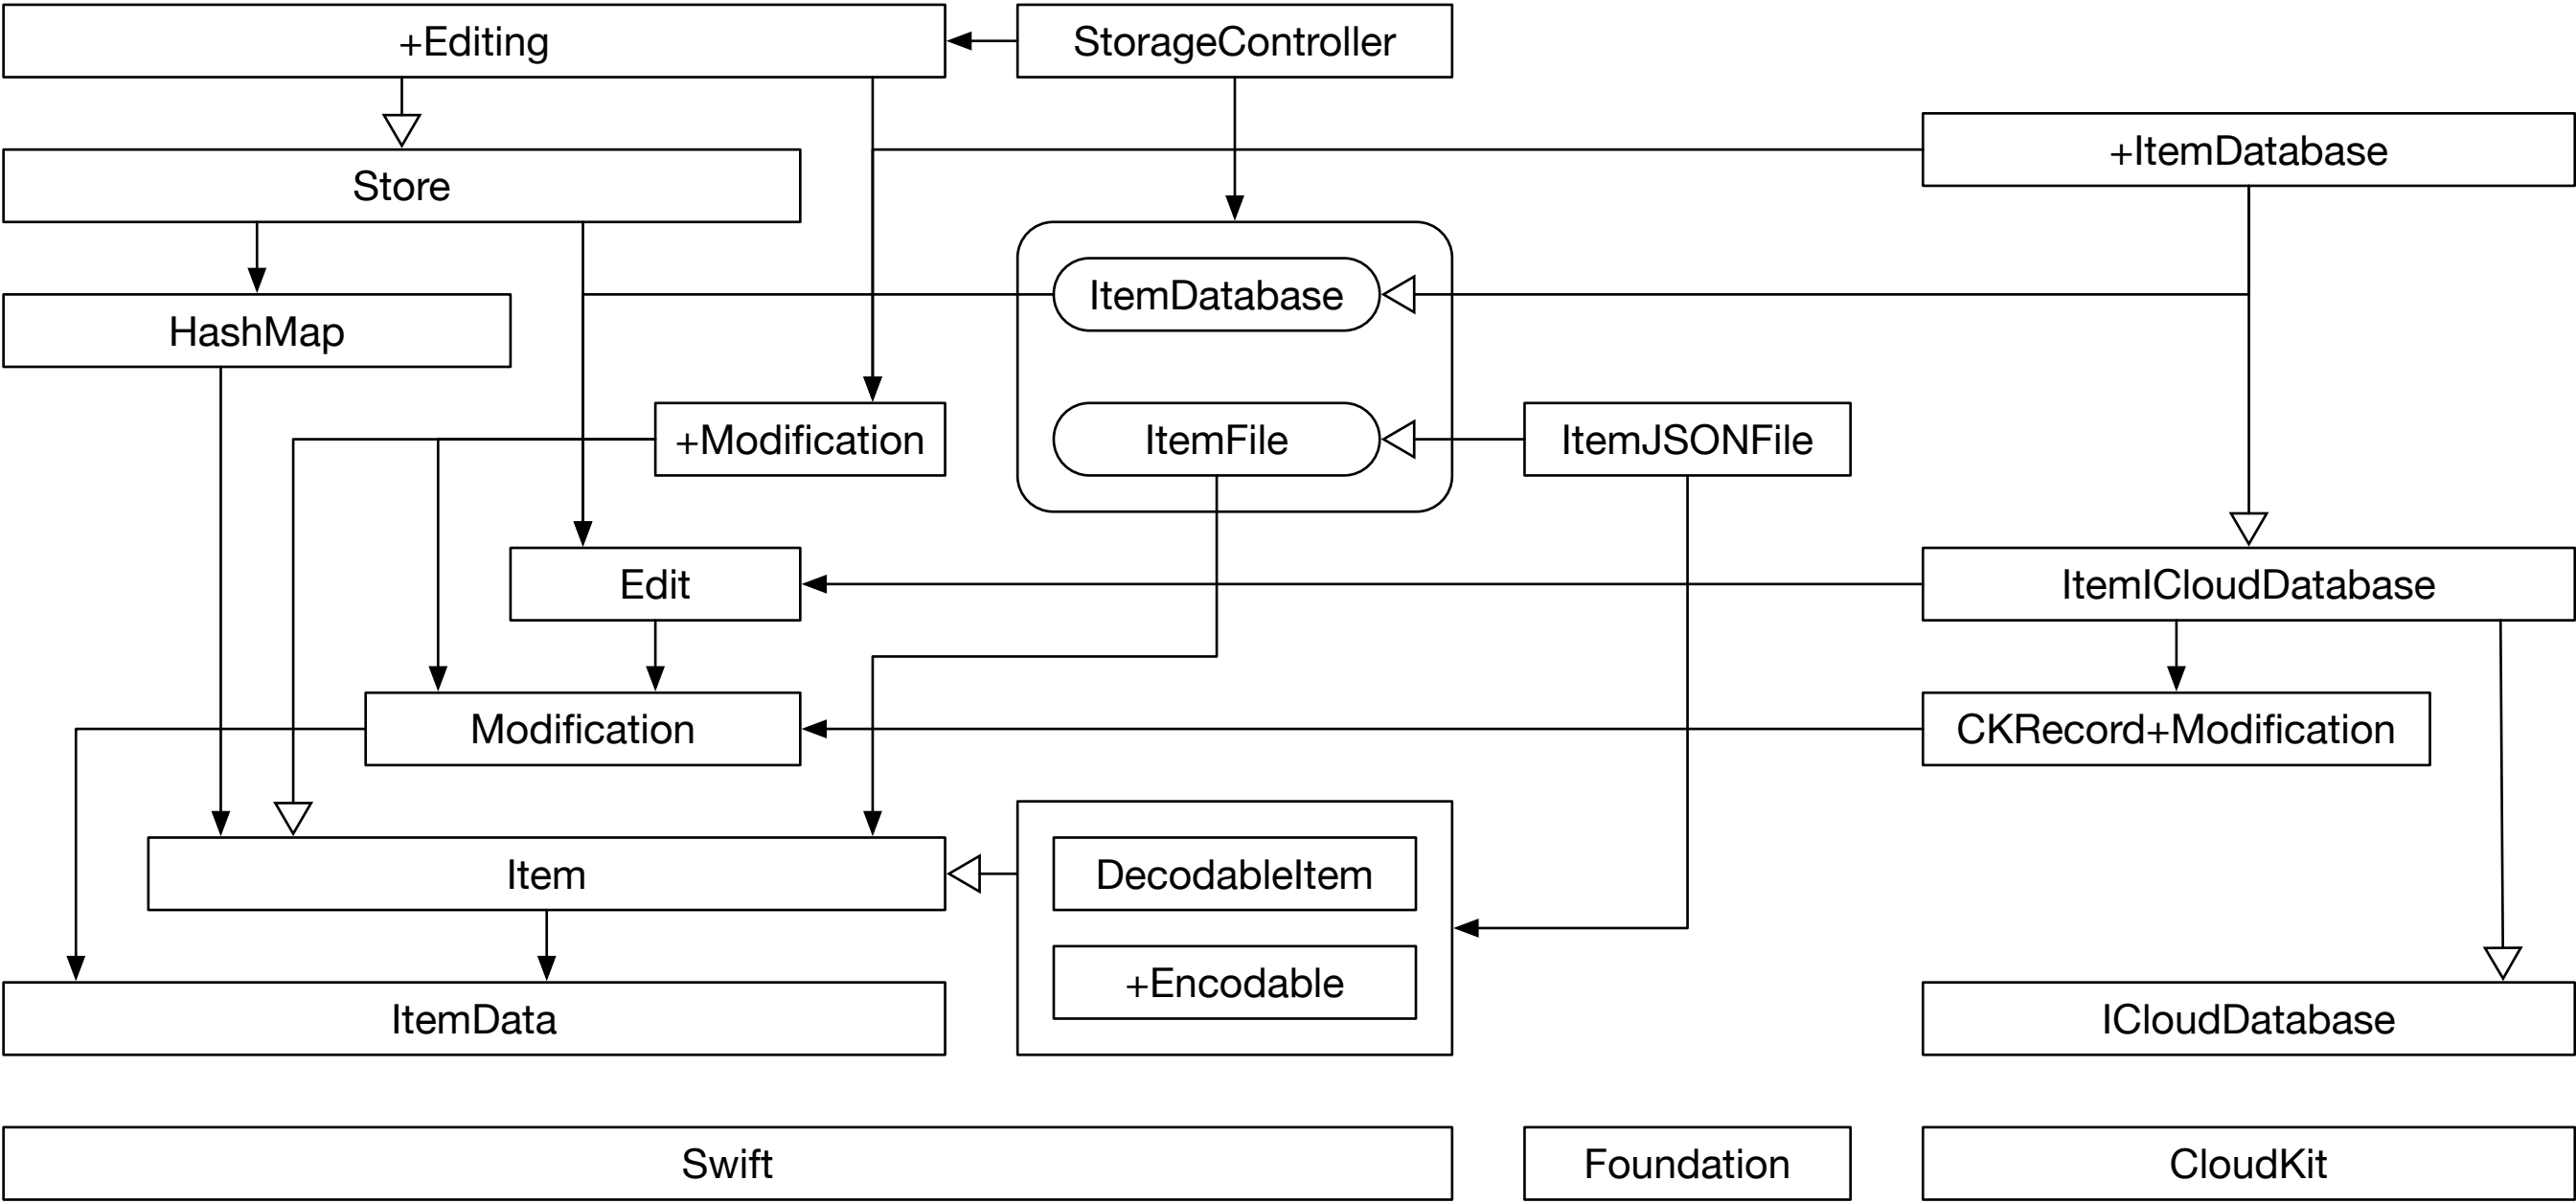 +Editing
StorageController
+ItemDatabase
Store
ItemDatabase
HashMap
+Modification
ItemFile
ItemJSONFile
Edit
ItemICloudDatabase
Modification
CKRecord+Modification
Item
DecodableItem
+Encodable
ItemData
ICloudDatabase
Swift
Foundation
CloudKit